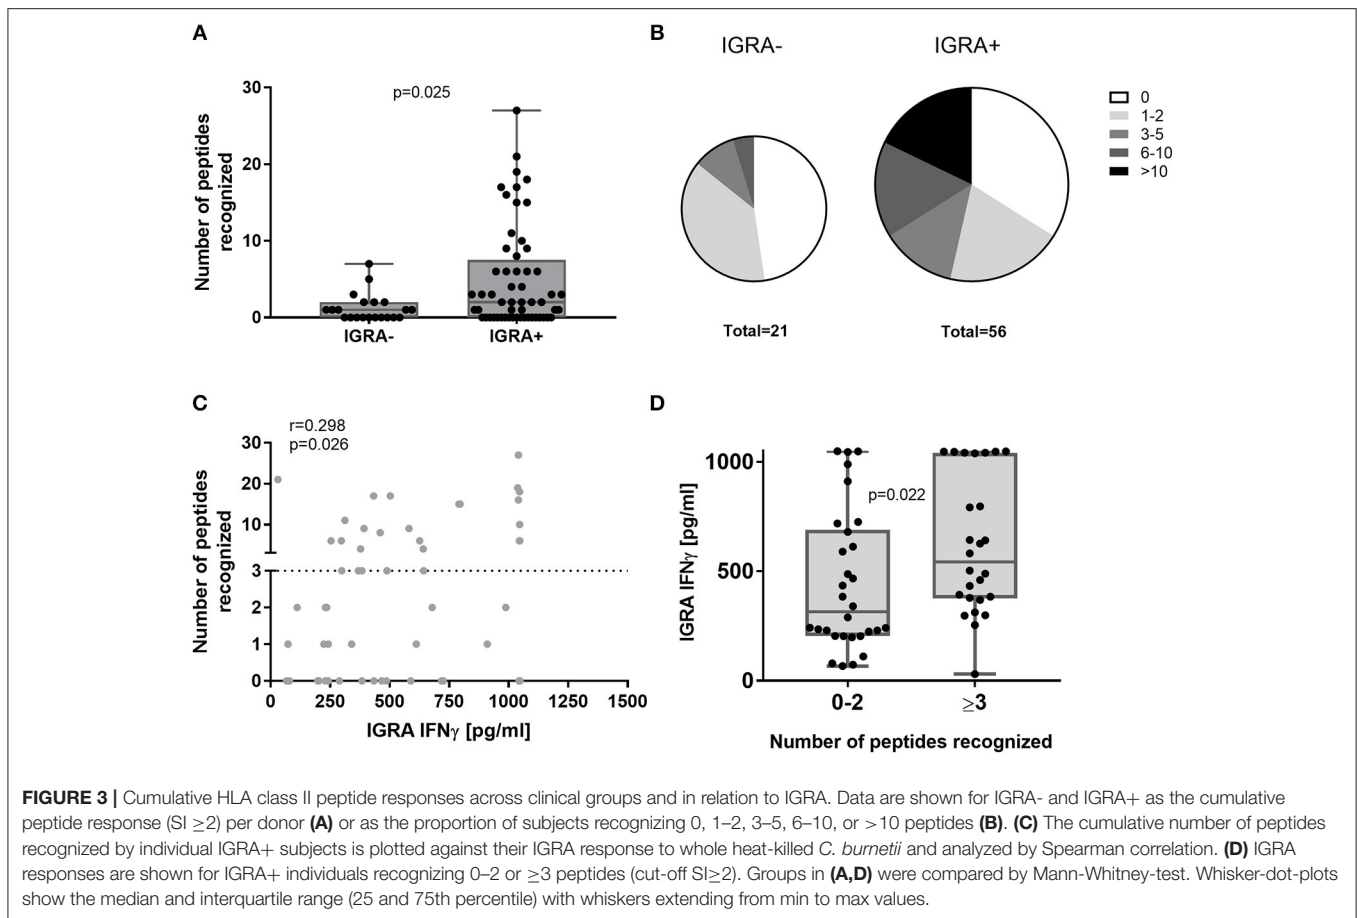 A
Number of peptides
recognized
30
20
10
0
p=0.025
IGRA-
IGRA+
B
IGRA-
IGRA+
0
1-2
3-5
6-10
>10
Total=21
Total=56
C
r=0.298
p=0.026
Number of peptides
recognized
30
20
10
3
3
2
1
0
0
250
500
750
1000
1250
1500
IGRA IFNγ [pg/ml]
D
IGRA IFNγ [pg/ml]
1000
500
0
p=0.022
0-2
≥3
Number of peptides recognized
FIGURE 3 | Cumulative HLA class II peptide responses across clinical groups and in relation to IGRA. Data are shown for IGRA- and IGRA+ as the cumulative
peptide response (SI ≥2) per donor (A) or as the proportion of subjects recognizing 0, 1–2, 3–5, 6–10, or >10 peptides (B). (C) The cumulative number of peptides
recognized by individual IGRA+ subjects is plotted against their IGRA response to whole heat-killed C. burnetii and analyzed by Spearman correlation. (D) IGRA
responses are shown for IGRA+ individuals recognizing 0–2 or ≥3 peptides (cut-off SI≥2). Groups in (A,D) were compared by Mann-Whitney-test. Whisker-dot-plots
show the median and interquartile range (25 and 75th percentile) with whiskers extending from min to max values.